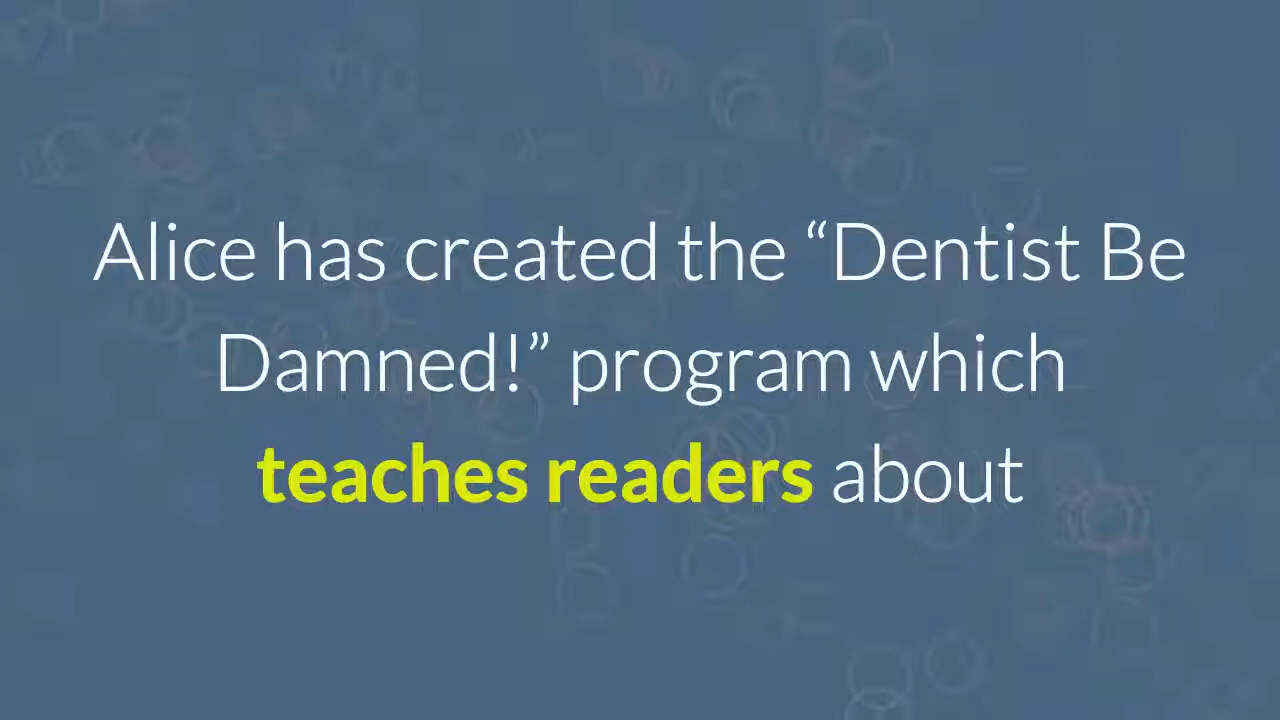 Alice has created the “Dentist Be
Damned!” program which
teaches readers about